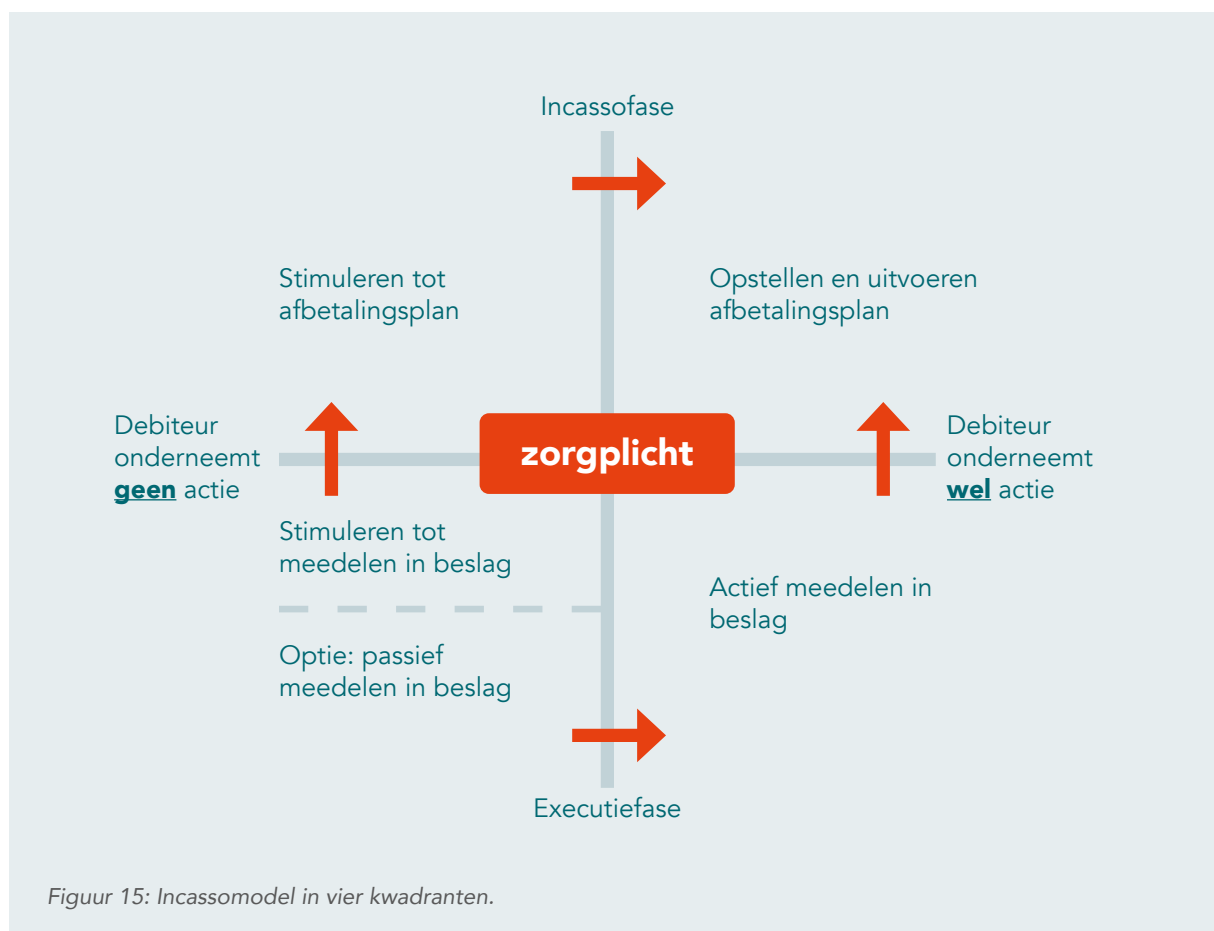 Incassofase
Stimuleren tot
afbetalingsplan
Opstellen en uitvoeren
afbetalingsplan
Debiteur
onderneemt
geen actie
zorgplicht
Debiteur
onderneemt
wel actie
Stimuleren tot
meedelen in beslag
Actief meedelen in
beslag
Optie: passief
meedelen in beslag
Executiefase
Figuur 15: Incassomodel in vier kwadranten.